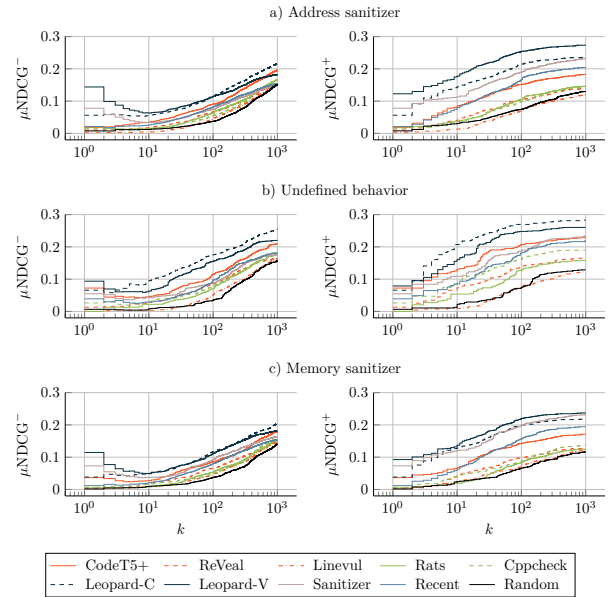 a) Address sanitizer
μNDCG⁻
0.3
0.2
0.1
0
10⁰ 10¹ 10² 10³
μNDCG⁺
0.3
0.2
0.1
0
10⁰ 10¹ 10² 10³
b) Undefined behavior
μNDCG⁻
0.3
0.2
0.1
0
10⁰ 10¹ 10² 10³
μNDCG⁺
0.3
0.2
0.1
0
10⁰ 10¹ 10² 10³
c) Memory sanitizer
μNDCG⁻
0.3
0.2
0.1
0
10⁰ 10¹ 10² 10³
k
μNDCG⁺
0.3
0.2
0.1
0
10⁰ 10¹ 10² 10³
k
CodeT5+ ReVeal Linevul Rats Cppcheck
Leopard-C Leopard-V Sanitizer Recent Random